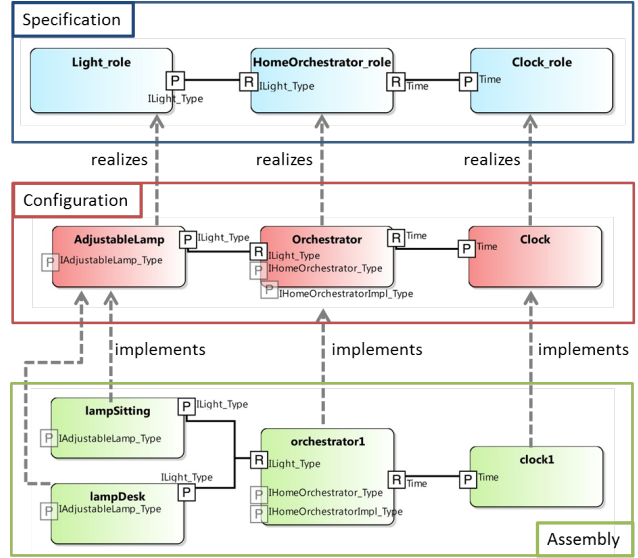 Specification
Light_role
HomeOrchestrator_role
Clock_role
P
R
R
P
ILight_Type
ILight_Type
Time
Time
realizes
realizes
realizes
Configuration
AdjustableLamp
P
ILight_Type
Orchestrator
R
Time
Clock
P
IAdjustableLamp_Type
R
ILight_Type
P
Time
P
IHomeOrchestrator_Type
P
IHomeOrchestratorImpl_Type
implements
implements
implements
lampSitting
P
ILight_Type
P
IAdjustableLamp_Type
orchestrator1
R
ILight_Type
clock1
lampDesk
ILight_Type
P
P
IAdjustableLamp_Type
P
IHomeOrchestrator_Type
P
IHomeOrchestratorImpl_Type
R
Time
P
Time
Assembly